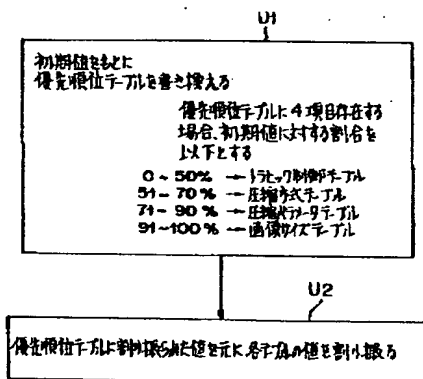 U1
初期値をもとに
優先順位テーブルを書き換える
優先順位テーブルに4項目存在する
場合、初期値に対する割合を
以下とする
0~50% → トラヒック制御テーブル
51~70% → 圧縮方式テーブル
71~90% → 圧縮パラメータテーブル
91~100% → 画像サイズテーブル
U2
優先順位テーブルに割り振られた値を元に、各テーブルの値を割り振る